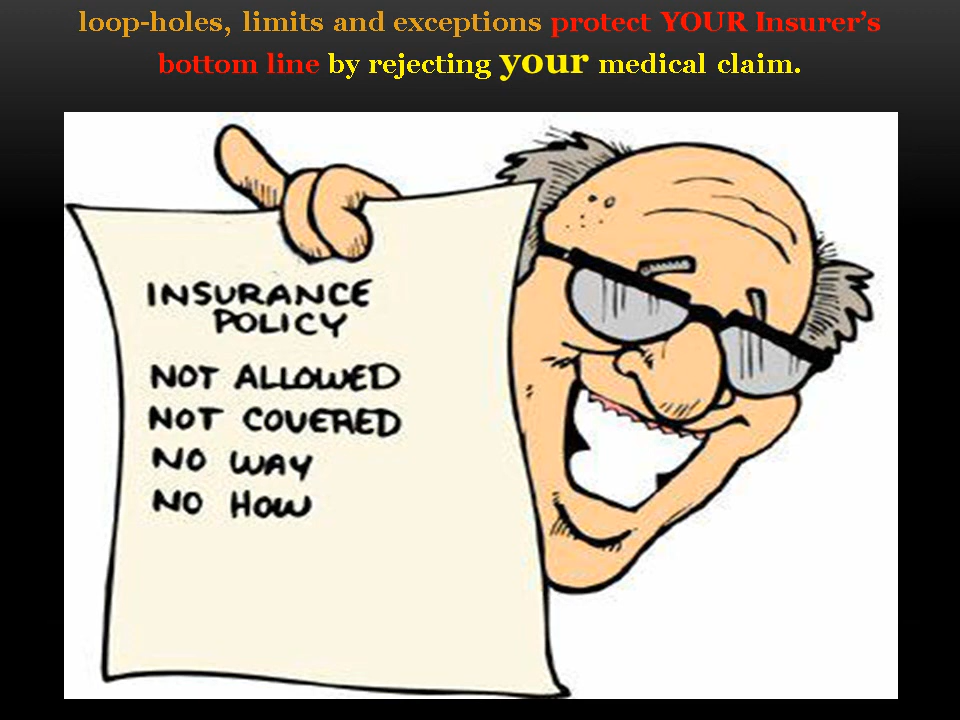 loop-holes, limits and exceptions protect YOUR Insurer's
bottom line by rejecting your medical claim.
INSURANCE
POLICY
NOT ALLOWED
NOT COVERED
NO WAY
NO HOW